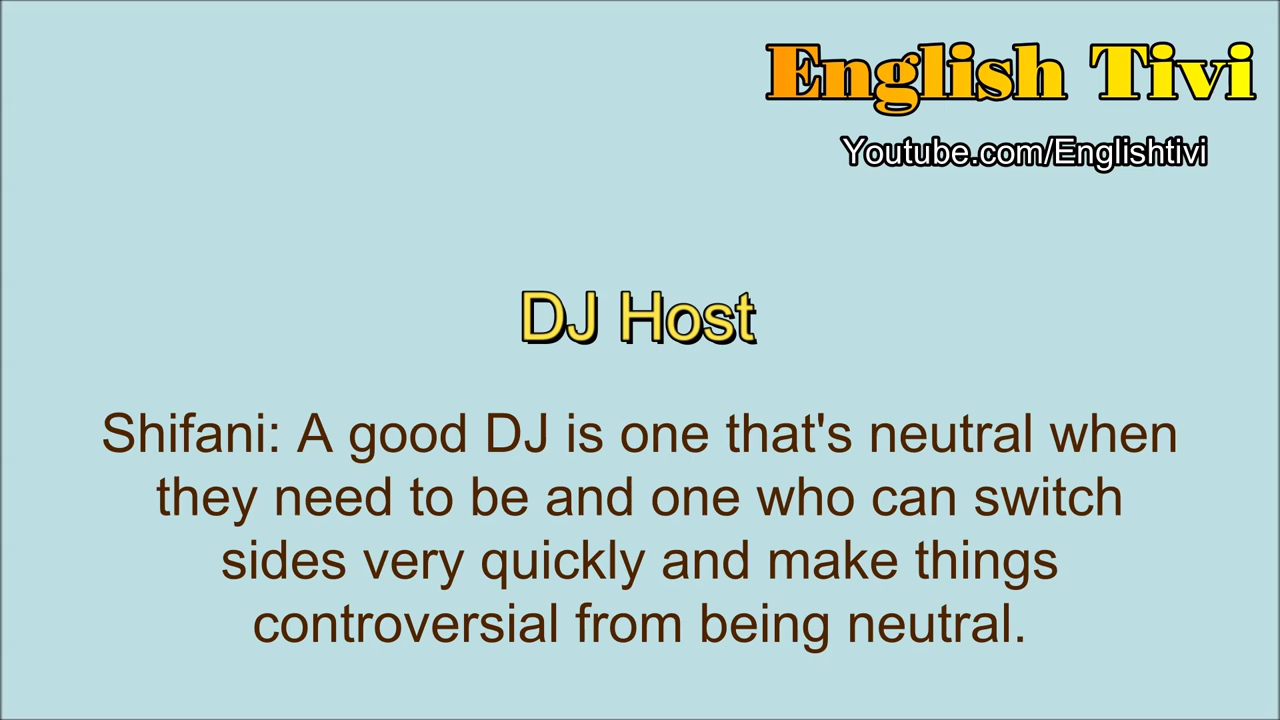 English Tivi
Youtube.com/Englishtivi
DJ Host
Shifani: A good DJ is one that's neutral when
they need to be and one who can switch
sides very quickly and make things
controversial from being neutral.